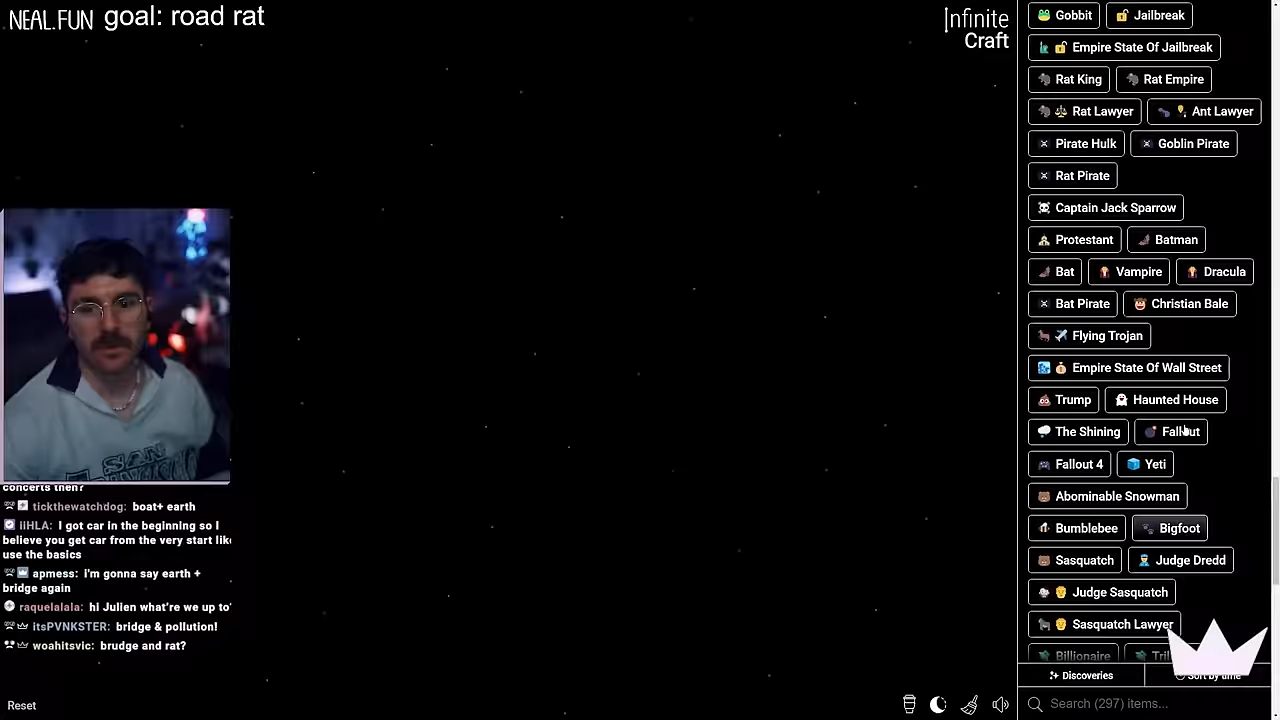 NEAL.FUN goal: road rat
Infinite
Craft
Gobbit Jailbreak
Empire State Of Jailbreak
Rat King Rat Empire
Rat Lawyer Ant Lawyer
Pirate Hulk Goblin Pirate
Rat Pirate
Captain Jack Sparrow
Protestant Batman
Bat Vampire Dracula
Bat Pirate Christian Bale
Flying Trojan
Empire State Of Wall Street
Trump Haunted House
The Shining Fallout
Fallout 4 Yeti
Abominable Snowman
Bumblebee Bigfoot
Sasquatch Judge Dredd
Judge Sasquatch
Sasquatch Lawyer
Billionaire
Discoveries Sort by time
Search (297) items...
SAN
concerts then?
tickthewatchdog: boat+ earth
iiHLA: I got car in the beginning so I
believe you get car from the very start like
use the basics
apmess: i'm gonna say earth +
bridge again
raquelalala: hi Julien what're we up to
itsPVNKSTER: bridge & pollution!
woahitsvic: brudge and rat?
Reset